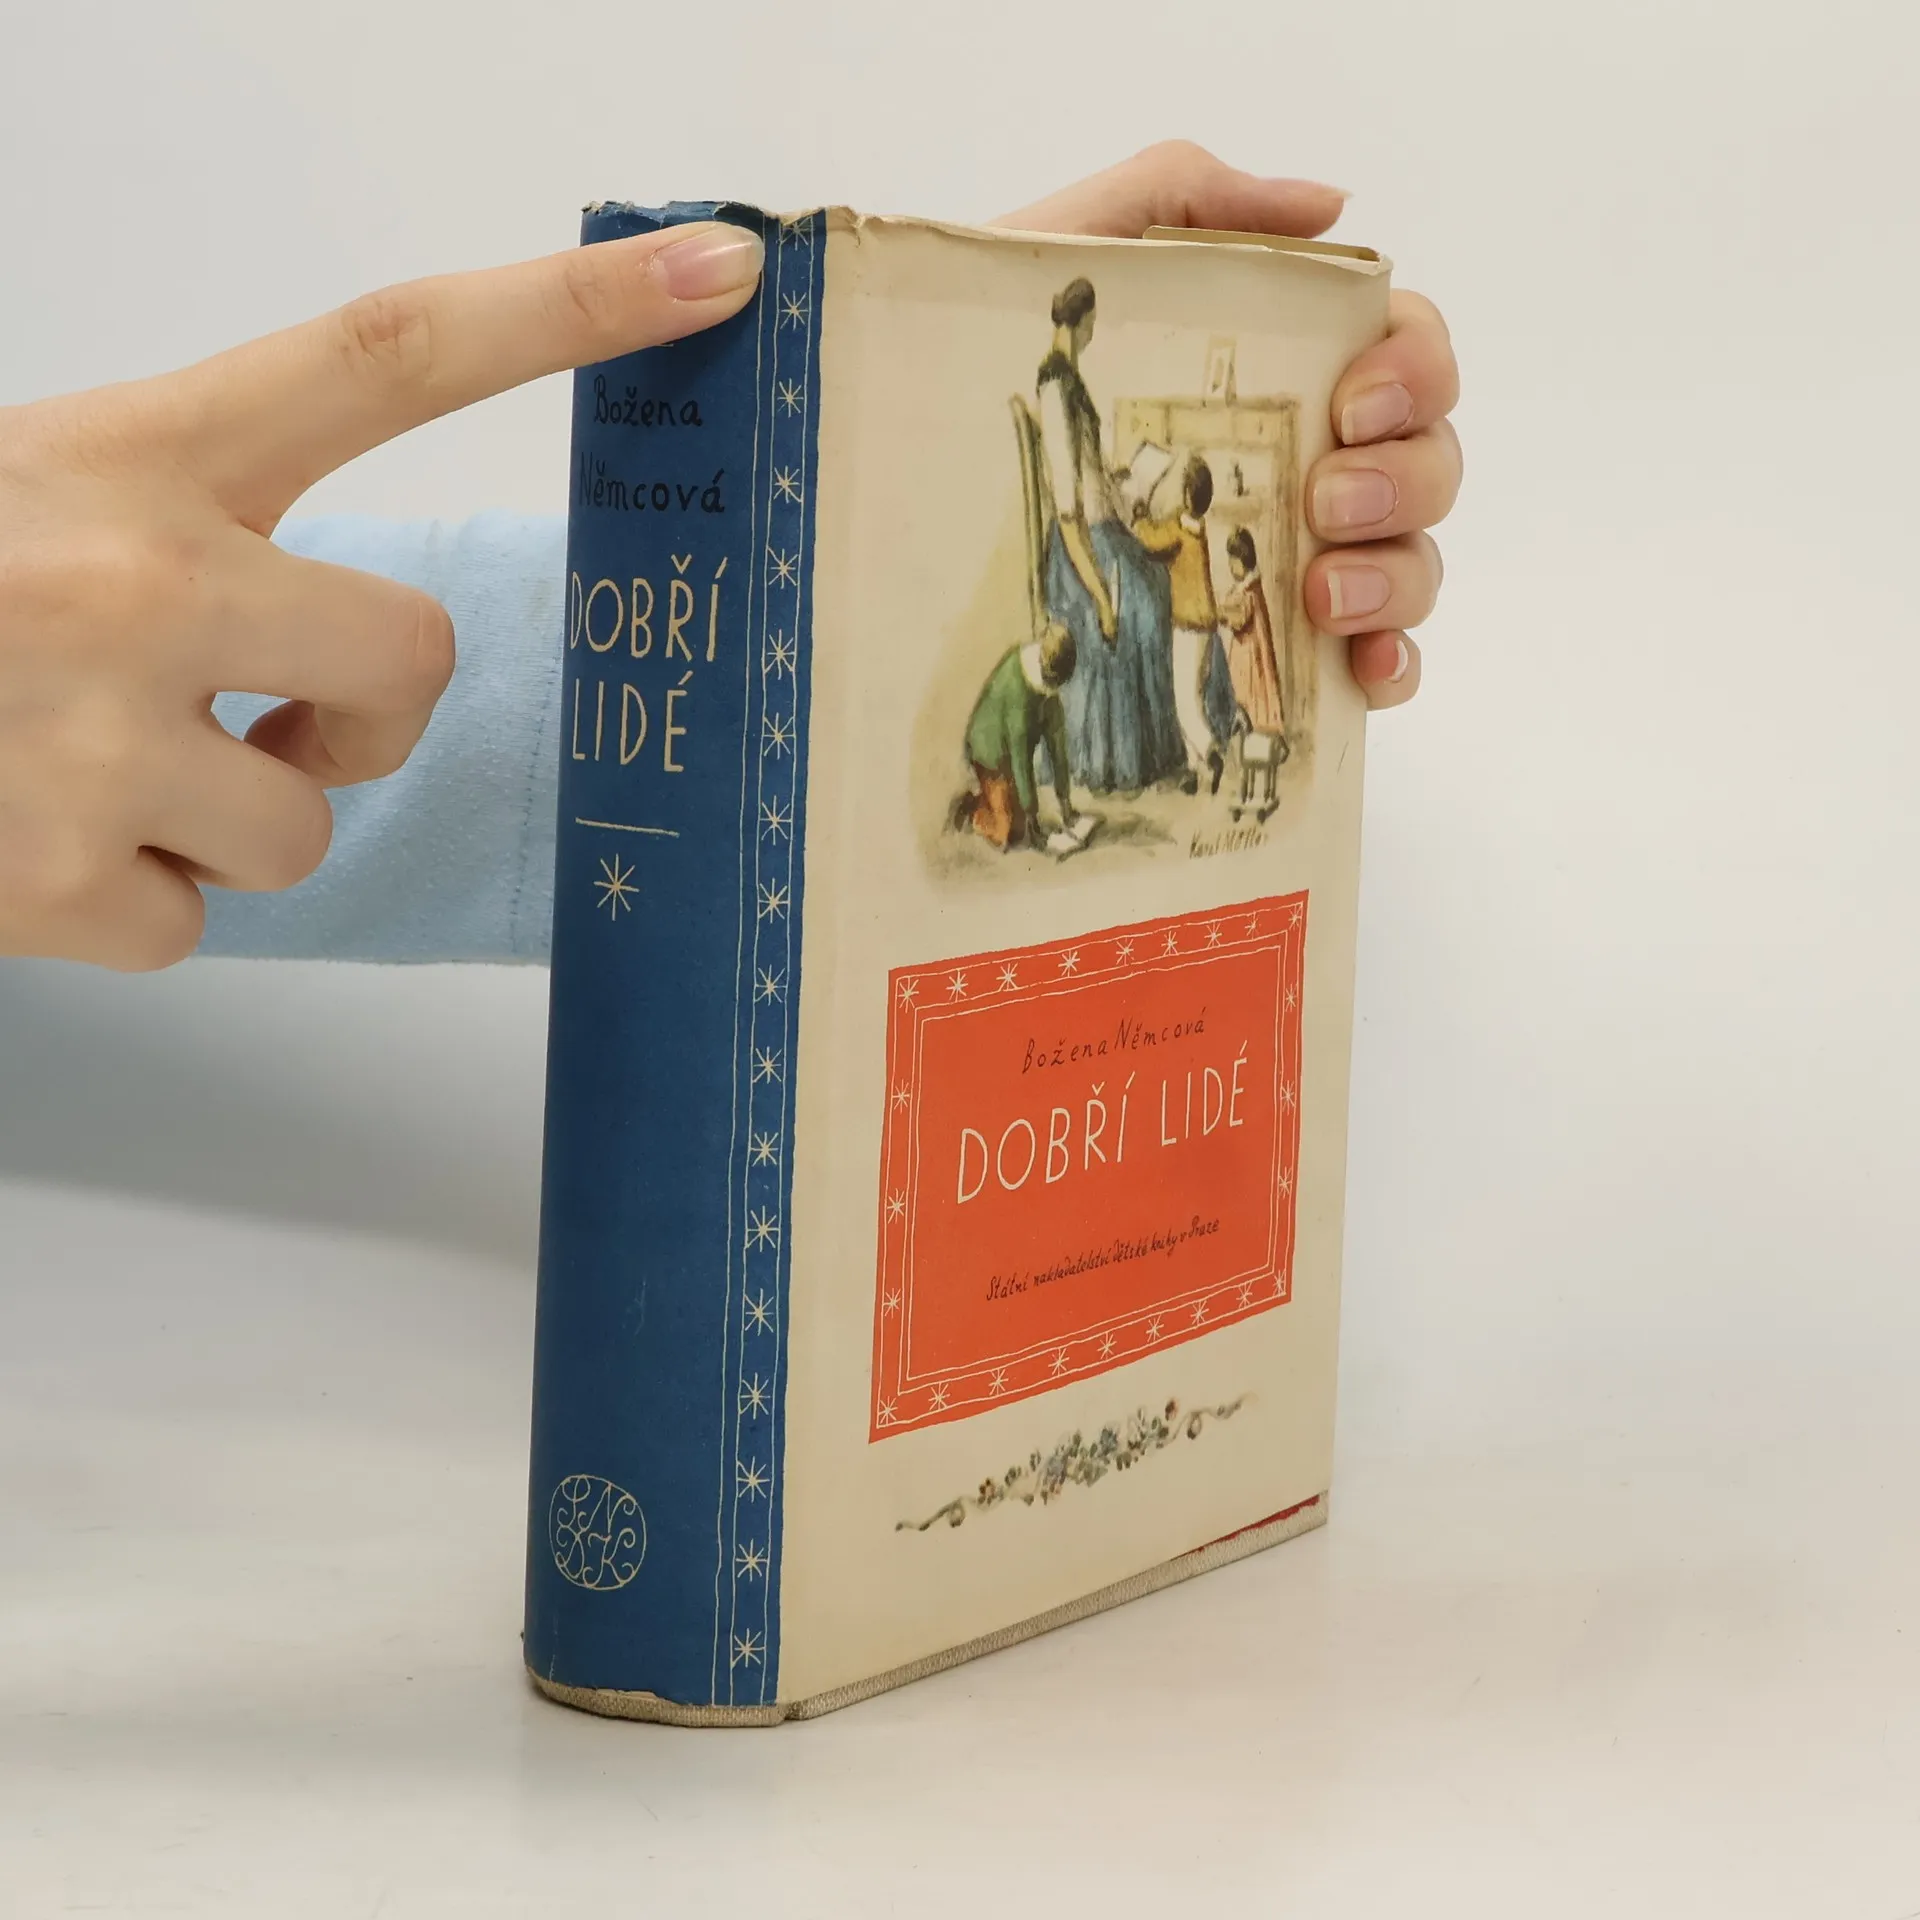 Božena
Němcová
DOBŘÍ
LIDÉ
SNDK
Karel Müller
Božena Němcová
DOBŘÍ LIDÉ
Státní nakladatelství dětské knihy v Praze